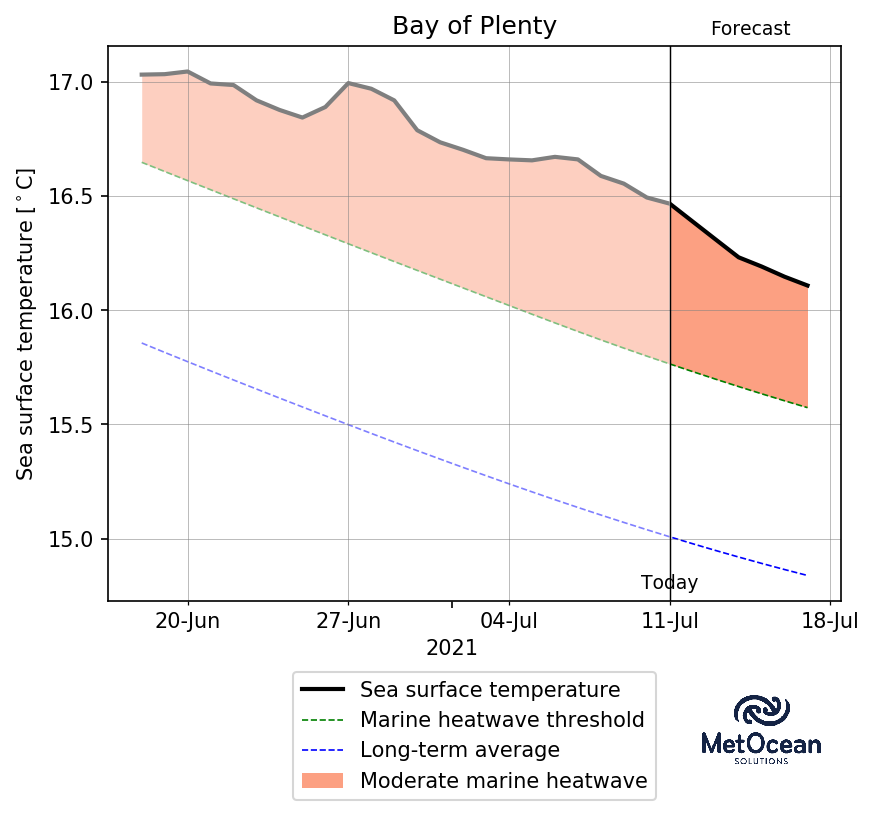 Bay of Plenty
Forecast
Sea surface temperature [°C]
17.0
16.5
16.0
15.5
15.0
Today
20-Jun
27-Jun
04-Jul
11-Jul
18-Jul
2021
Sea surface temperature
Marine heatwave threshold
Long-term average
Moderate marine heatwave
MetOcean
SOLUTIONS